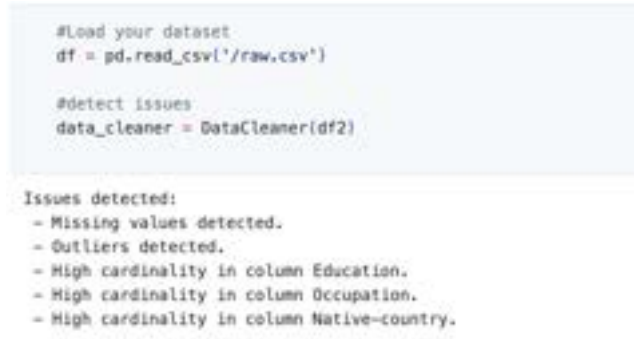 #Load your dataset
df = pd.read_csv('/raw.csv')
#detect issues
data_cleaner = DataCleaner(df2)
Issues detected:
- Missing values detected.
- Outliers detected.
- High cardinality in column Education.
- High cardinality in column Occupation.
- High cardinality in column Native-country.